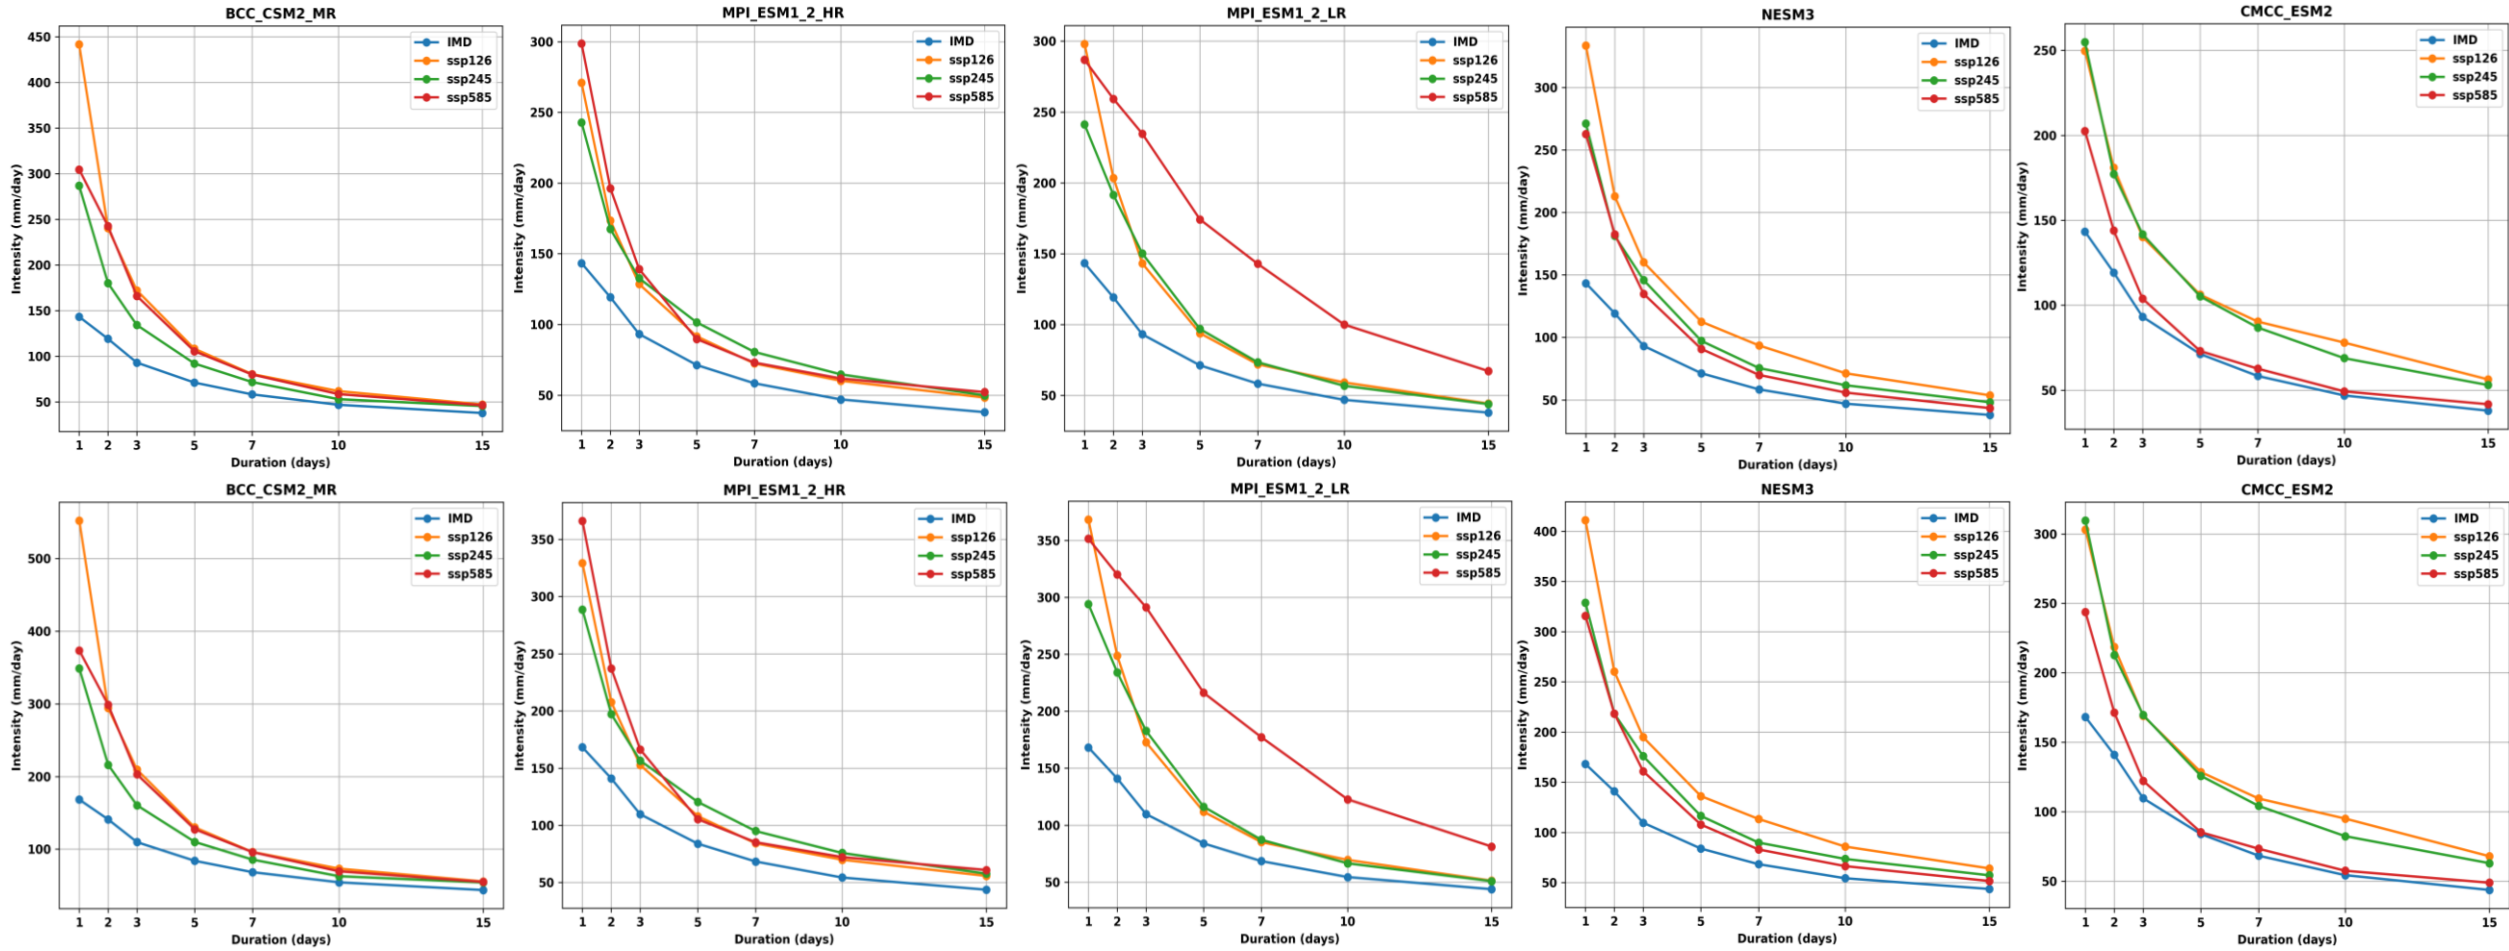 BCC_CSM2_MR
450
400
350
300
250
200
150
100
50
1 2 3 5 7 10 15
Intensity (mm/day)
Duration (days)
IMD
ssp126
ssp245
ssp585
MPI_ESM1_2_HR
300
250
200
150
100
50
1 2 3 5 7 10 15
Intensity (mm/day)
Duration (days)
IMD
ssp126
ssp245
ssp585
MPI_ESM1_2_LR
300
250
200
150
100
50
1 2 3 5 7 10 15
Intensity (mm/day)
Duration (days)
IMD
ssp126
ssp245
ssp585
NESM3
300
250
200
150
100
50
1 2 3 5 7 10 15
Intensity (mm/day)
Duration (days)
IMD
ssp126
ssp245
ssp585
CMCC_ESM2
250
200
150
100
50
1 2 3 5 7 10 15
Intensity (mm/day)
Duration (days)
IMD
ssp126
ssp245
ssp585
BCC_CSM2_MR
500
400
300
200
100
1 2 3 5 7 10 15
Intensity (mm/day)
Duration (days)
IMD
ssp126
ssp245
ssp585
MPI_ESM1_2_HR
350
300
250
200
150
100
50
1 2 3 5 7 10 15
Intensity (mm/day)
Duration (days)
IMD
ssp126
ssp245
ssp585
MPI_ESM1_2_LR
350
300
250
200
150
100
50
1 2 3 5 7 10 15
Intensity (mm/day)
Duration (days)
IMD
ssp126
ssp245
ssp585
NESM3
400
350
300
250
200
150
100
50
1 2 3 5 7 10 15
Intensity (mm/day)
Duration (days)
IMD
ssp126
ssp245
ssp585
CMCC_ESM2
300
250
200
150
100
50
1 2 3 5 7 10 15
Intensity (mm/day)
Duration (days)
IMD
ssp126
ssp245
ssp585